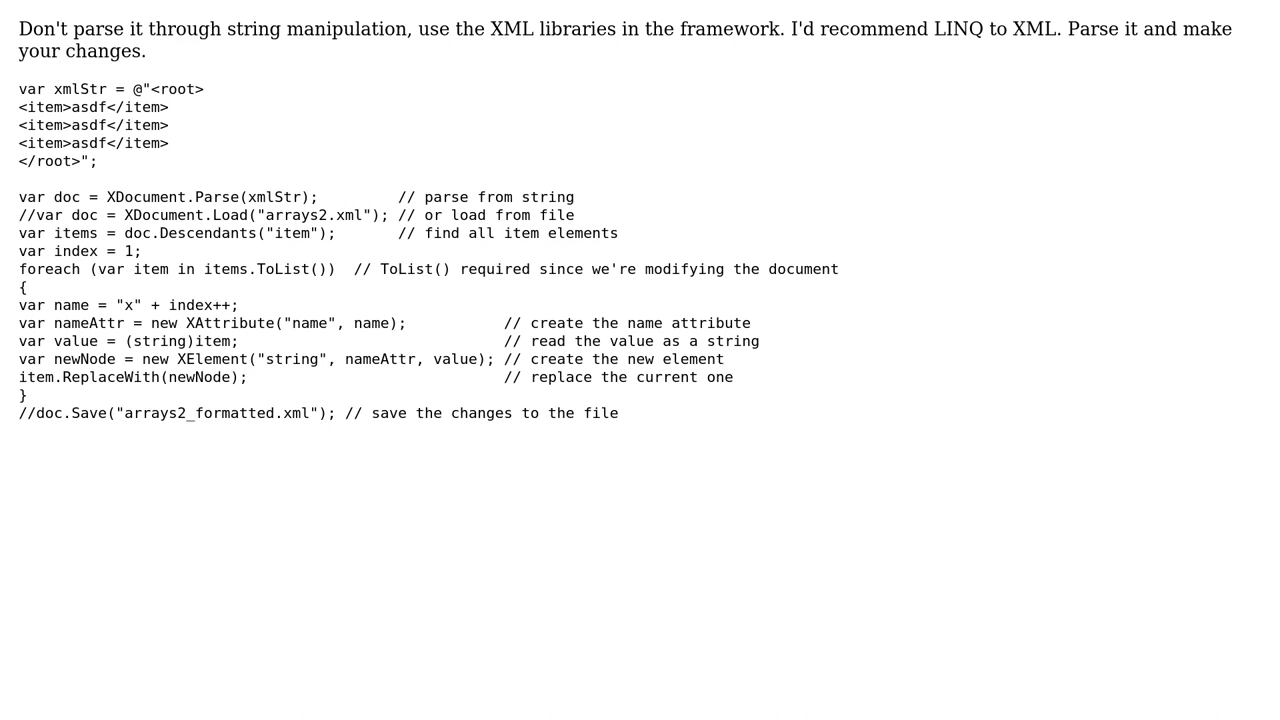 Don't parse it through string manipulation, use the XML libraries in the framework. I'd recommend LINQ to XML. Parse it and make
your changes.
var xmlStr = @"<root>
<item>asdf</item>
<item>asdf</item>
<item>asdf</item>
</root>";

var doc = XDocument.Parse(xmlStr);         // parse from string
//var doc = XDocument.Load("arrays2.xml"); // or load from file
var items = doc.Descendants("item");       // find all item elements
var index = 1;
foreach (var item in items.ToList())  // ToList() required since we're modifying the document
{
var name = "x" + index++;
var nameAttr = new XAttribute("name", name);           // create the name attribute
var value = (string)item;                              // read the value as a string
var newNode = new XElement("string", nameAttr, value); // create the new element
item.ReplaceWith(newNode);                             // replace the current one
}
//doc.Save("arrays2_formatted.xml"); // save the changes to the file